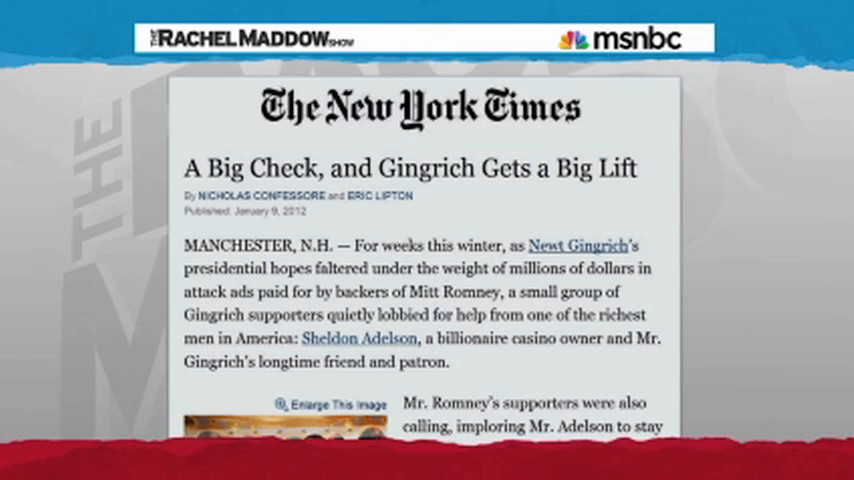 THE RACHEL MADDOW SHOW
msnbc
The New York Times
A Big Check, and Gingrich Gets a Big Lift
By NICHOLAS CONFESSORE and ERIC LIPTON
Published: January 9, 2012
MANCHESTER, N.H. — For weeks this winter, as Newt Gingrich's
presidential hopes faltered under the weight of millions of dollars in
attack ads paid for by backers of Mitt Romney, a small group of
Gingrich supporters quietly lobbied for help from one of the richest
men in America: Sheldon Adelson, a billionaire casino owner and Mr.
Gingrich's longtime friend and patron.
Enlarge This Image
Mr. Romney's supporters were also
calling, imploring Mr. Adelson to stay
THE